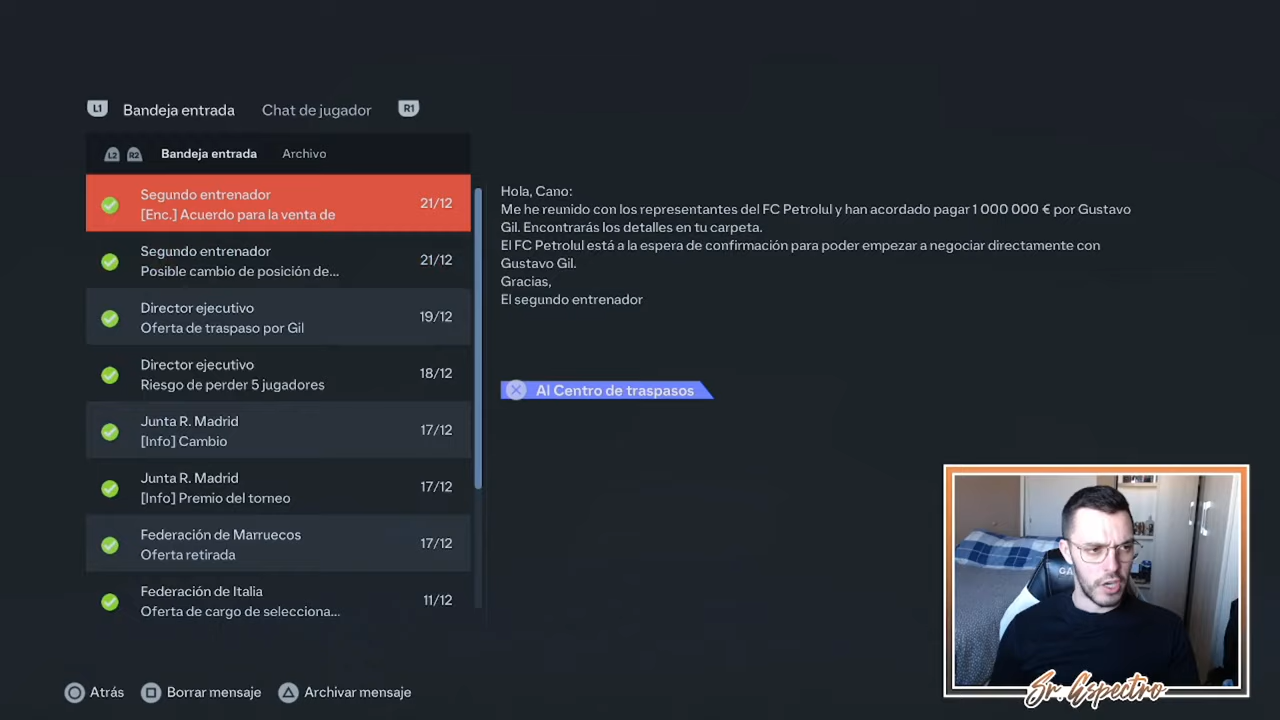 L1 Bandeja entrada Chat de jugador R1
L2 R2 Bandeja entrada Archivo
Segundo entrenador
[Enc.] Acuerdo para la venta de
21/12
Segundo entrenador
Posible cambio de posición de...
21/12
Director ejecutivo
Oferta de traspaso por Gil
19/12
Director ejecutivo
Riesgo de perder 5 jugadores
18/12
Junta R. Madrid
[Info] Cambio
17/12
Junta R. Madrid
[Info] Premio del torneo
17/12
Federación de Marruecos
Oferta retirada
17/12
Federación de Italia
Oferta de cargo de selecciona...
11/12
Hola, Cano:
Me he reunido con los representantes del FC Petrolul y han acordado pagar 1 000 000 € por Gustavo
Gil. Encontrarás los detalles en tu carpeta.
El FC Petrolul está a la espera de confirmación para poder empezar a negociar directamente con
Gustavo Gil.
Gracias,
El segundo entrenador
Al Centro de traspasos
Atrás Borrar mensaje Archivar mensaje
GA
Sr. Aspectro